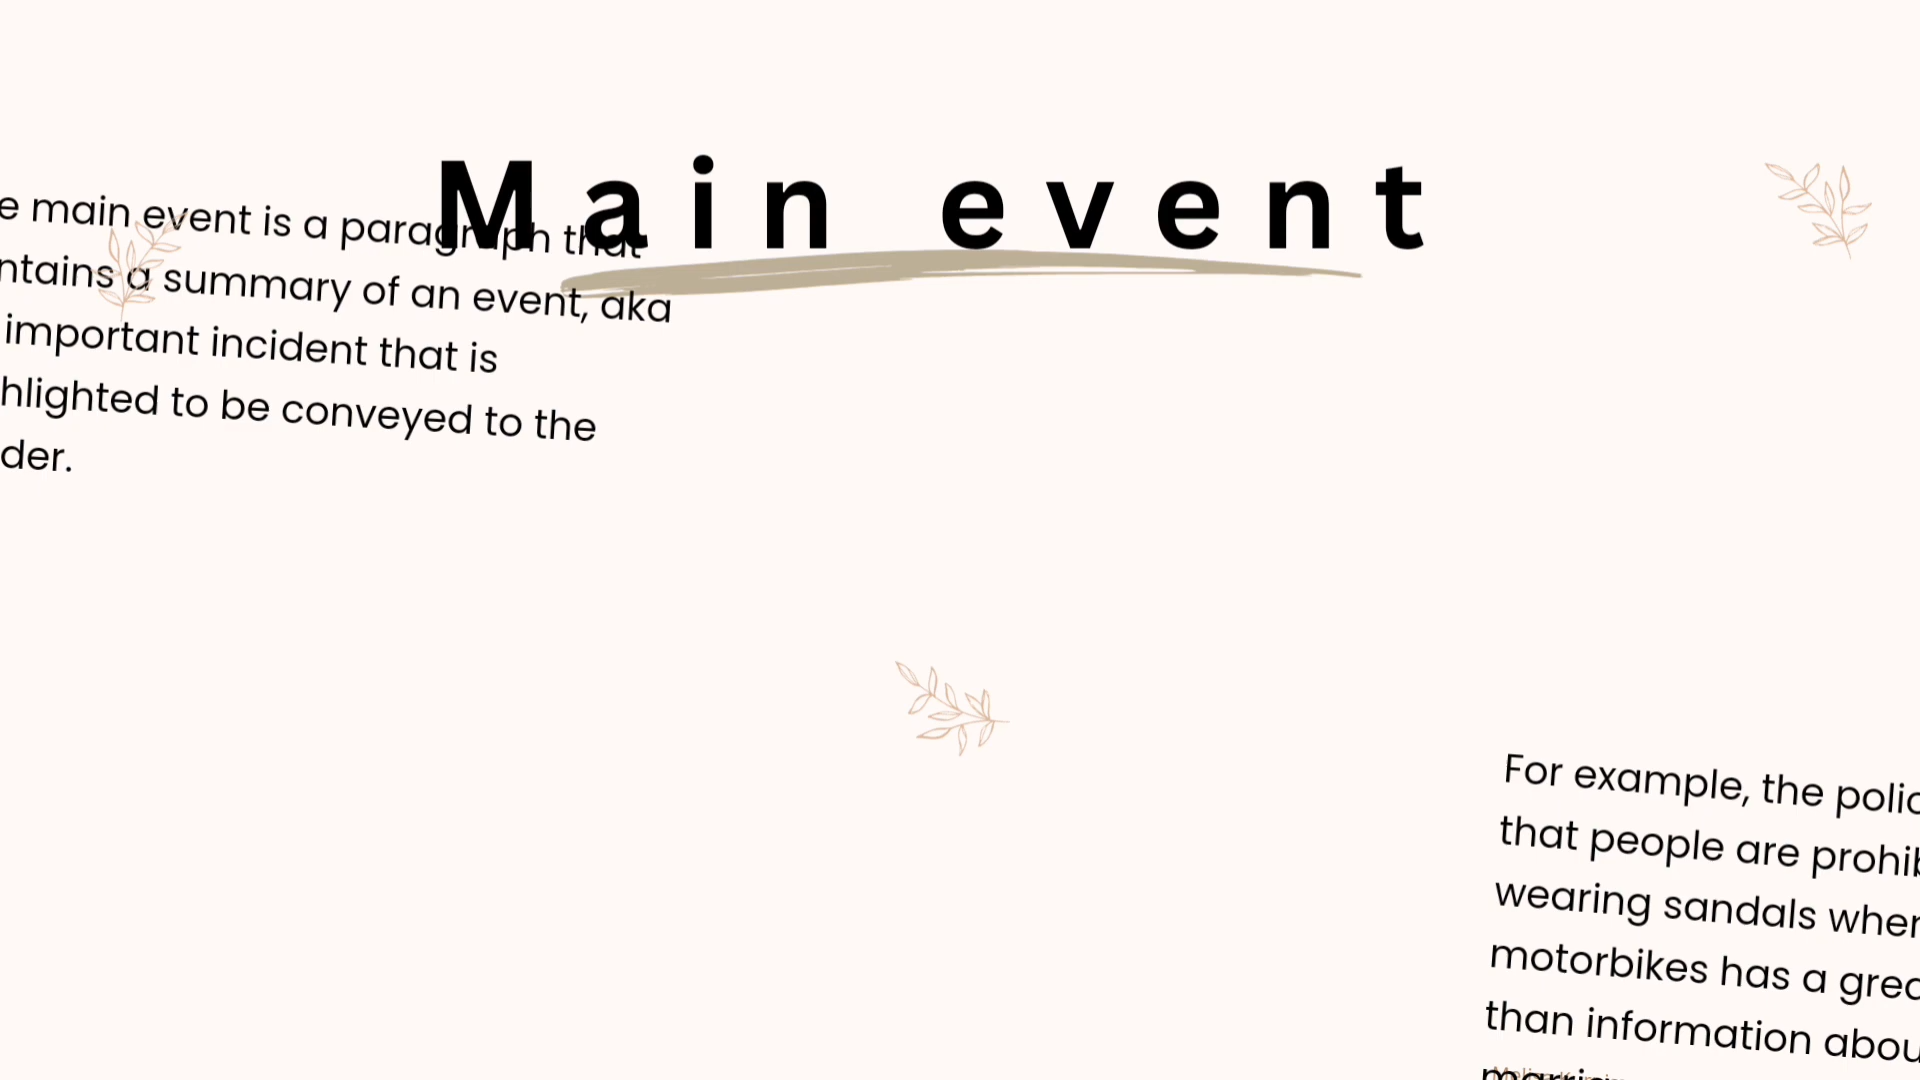 Main event
e main event is a paragraph that
ntains a summary of an event, aka
important incident that is
hlighted to be conveyed to the
der.
For example, the polic
that people are prohib
wearing sandals when
motorbikes has a grea
than information abou